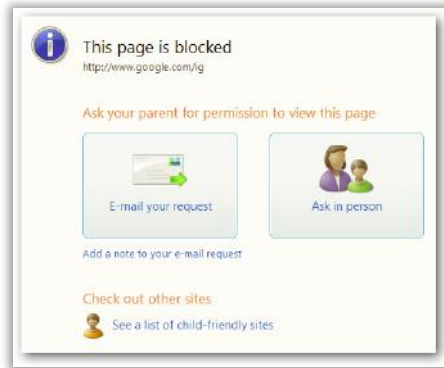 This page is blocked
http://www.google.com/ig
Ask your parent for permission to view this page
E-mail your request
Ask in person
Add a note to your e-mail request
Check out other sites
See a list of child-friendly sites